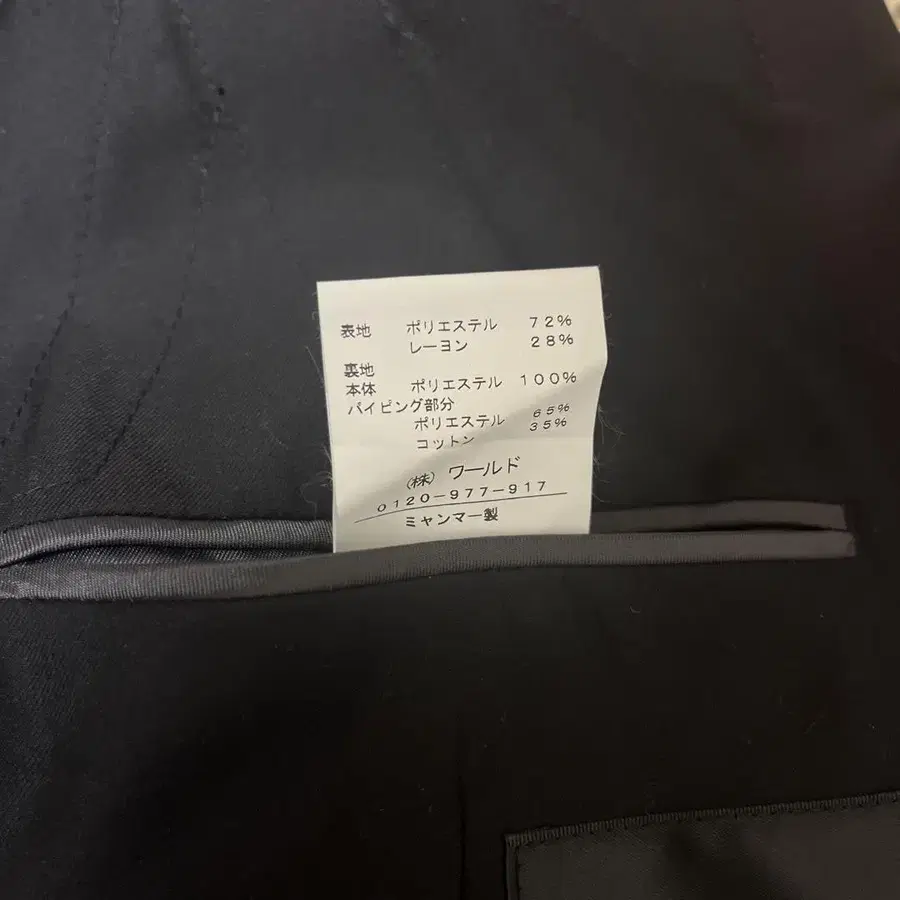 表地 ポリエステル 72%
レーヨン 28%
裏地
本体 ポリエステル 100%
パイピング部分
ポリエステル 65%
コットン 35%
(株) ワールド
0120-977-917
ミャンマー製